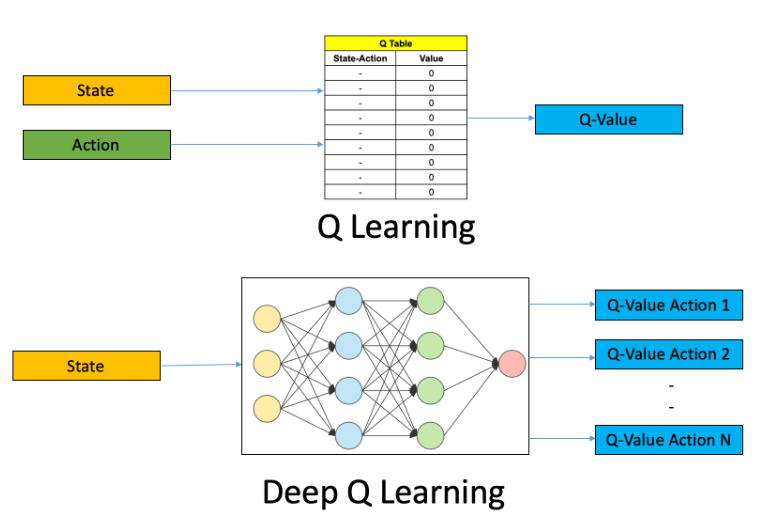 Q Table
State-Action Value
- 0
- 0
- 0
- 0
- 0
- 0
- 0
- 0
- 0
State
Action
Q-Value
Q Learning
State
Q-Value Action 1
Q-Value Action 2
-
-
Q-Value Action N
Deep Q Learning